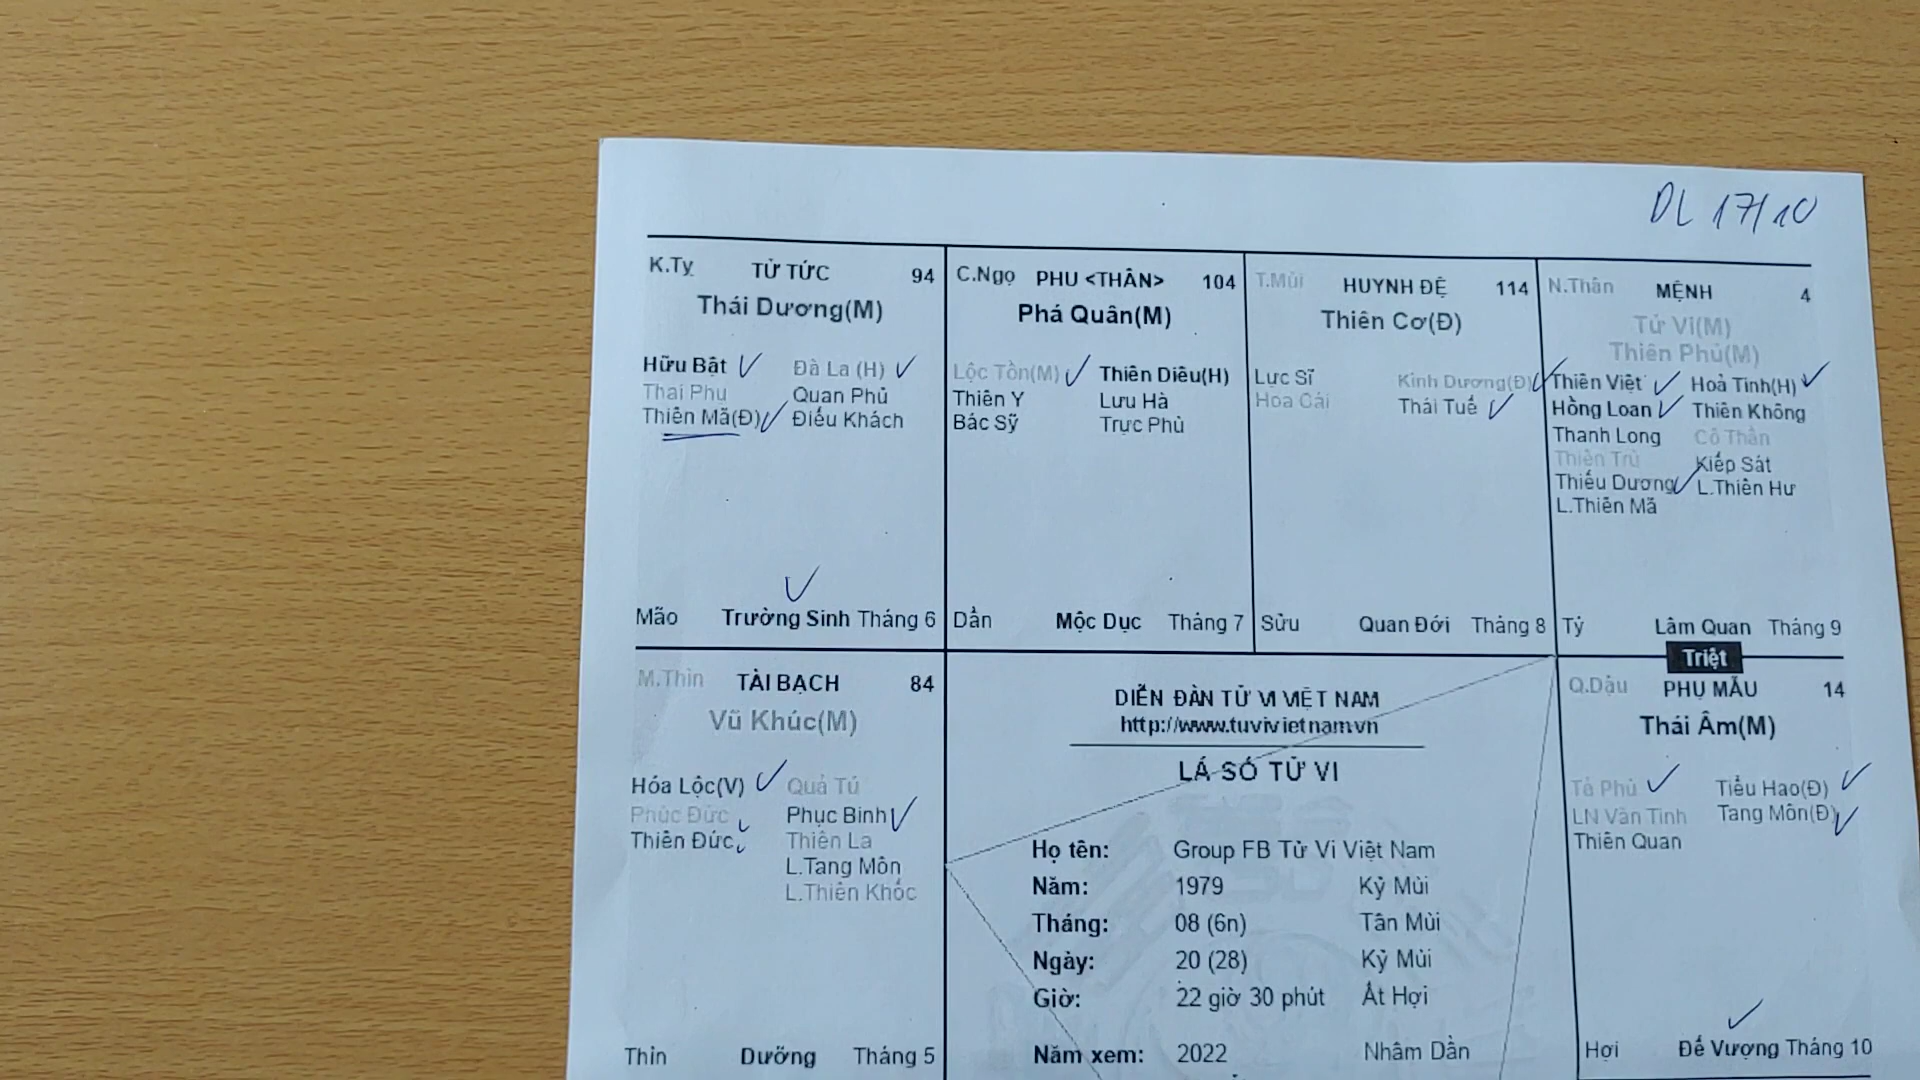 DL 17/10
K.Tỵ TỬ TỨC 94
Thái Dương(M)
Hữu Bật Đà La (H)
Thai Phụ Quan Phủ
Thiên Mã(Đ) Điếu Khách
Mão Trường Sinh Tháng 6
C.Ngọ PHU <THÂN> 104
Phá Quân(M)
Lộc Tồn(M) Thiên Diêu(H)
Thiên Y Lưu Hà
Bác Sỹ Trực Phù
Dần Mộc Dục Tháng 7
T.Mùi HUYNH ĐỆ 114
Thiên Cơ(Đ)
Lực Sĩ Kình Dương(Đ)
Hoa Cái Thái Tuế
Sửu Quan Đới Tháng 8
N.Thân MỆNH 4
Tử Vi(M)
Thiên Phủ(M)
Thiên Việt Hoả Tinh(H)
Hồng Loan Thiên Không
Thanh Long Cô Thần
Thiên Trù Kiếp Sát
Thiếu Dương L.Thiên Hư
L.Thiên Mã
Tý Lâm Quan Tháng 9
Triệt
M.Thìn TÀI BẠCH 84
Vũ Khúc(M)
Hóa Lộc(V) Quả Tú
Phúc Đức Phục Binh
Thiên Đức Thiên La
L.Tang Môn
L.Thiên Khốc
Thìn Dưỡng Tháng 5
DIỄN ĐÀN TỬ VI VIỆT NAM
http://www.tuvivietnam.vn
LÁ SỐ TỬ VI
Họ tên: Group FB Tử Vi Việt Nam
Năm: 1979 Kỷ Mùi
Tháng: 08 (6n) Tân Mùi
Ngày: 20 (28) Kỷ Mùi
Giờ: 22 giờ 30 phút Ất Hợi
Năm xem: 2022 Nhâm Dần
Q.Dậu PHỤ MẪU 14
Thái Âm(M)
Tả Phù Tiểu Hao(Đ)
LN Văn Tinh Tang Môn(Đ)
Thiên Quan
Hợi Đế Vượng Tháng 10